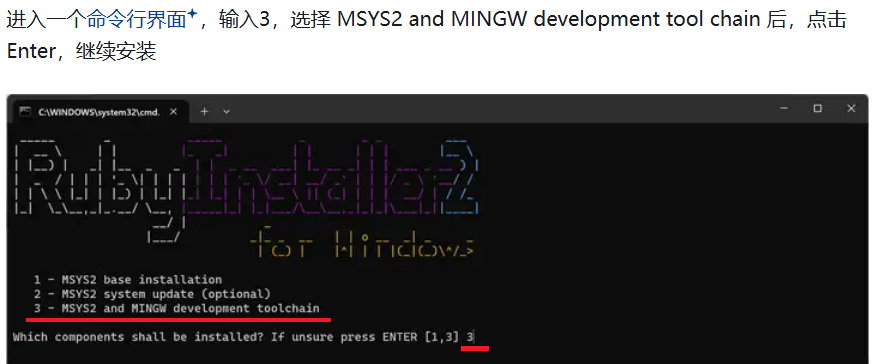 进入一个命令行界面，输入3，选择 MSYS2 and MINGW development tool chain 后，点击
Enter，继续安装
C:\WINDOWS\system32\cmd.
RubyInstaller2
for Windows
1 - MSYS2 base installation
2 - MSYS2 system update (optional)
3 - MSYS2 and MINGW development toolchain
Which components shall be installed? If unsure press ENTER [1,3] 3